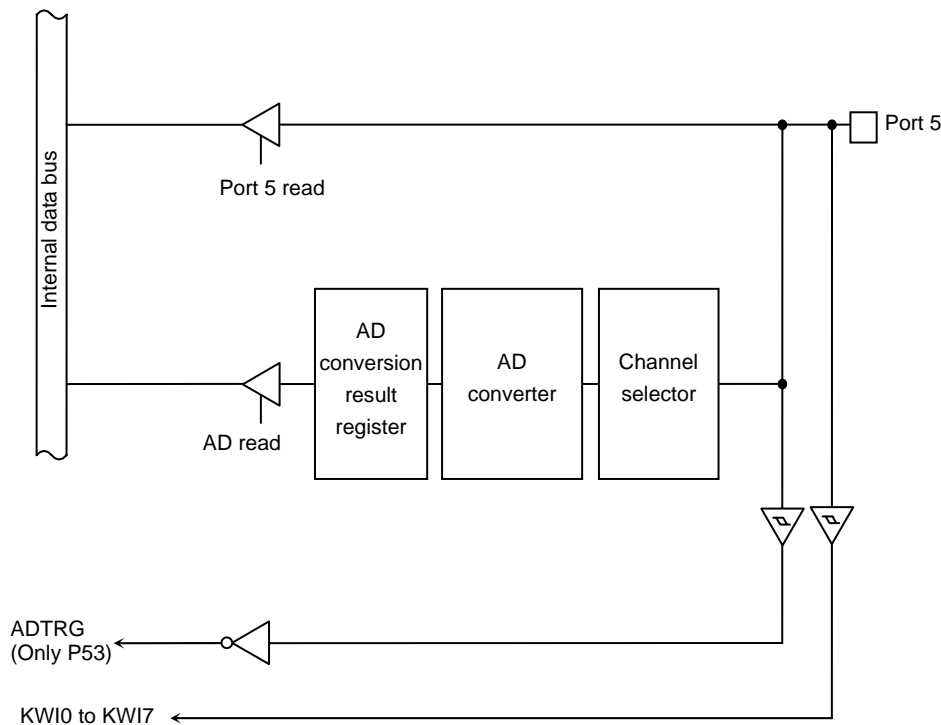 Internal data bus
Port 5
Port 5 read
AD
conversion
result
register
AD
converter
Channel
selector
AD read
ADTRG
(Only P53)
KWI0 to KWI7